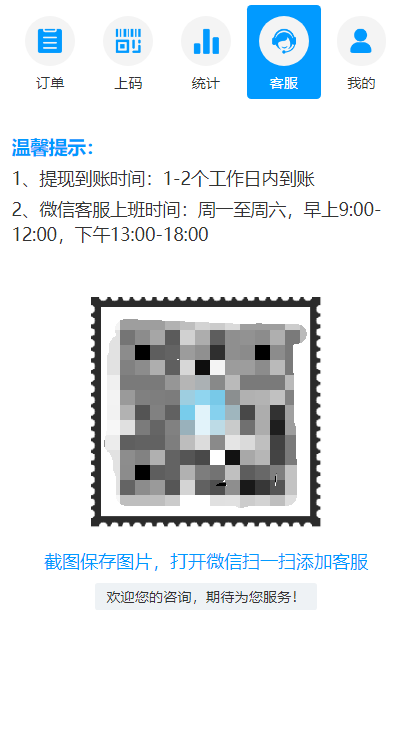 订单 上码 统计 客服 我的
温馨提示：
1、提现到账时间：1-2个工作日内到账
2、微信客服上班时间：周一至周六，早上9:00-
12:00，下午13:00-18:00
截图保存图片，打开微信扫一扫添加客服
欢迎您的咨询，期待为您服务！